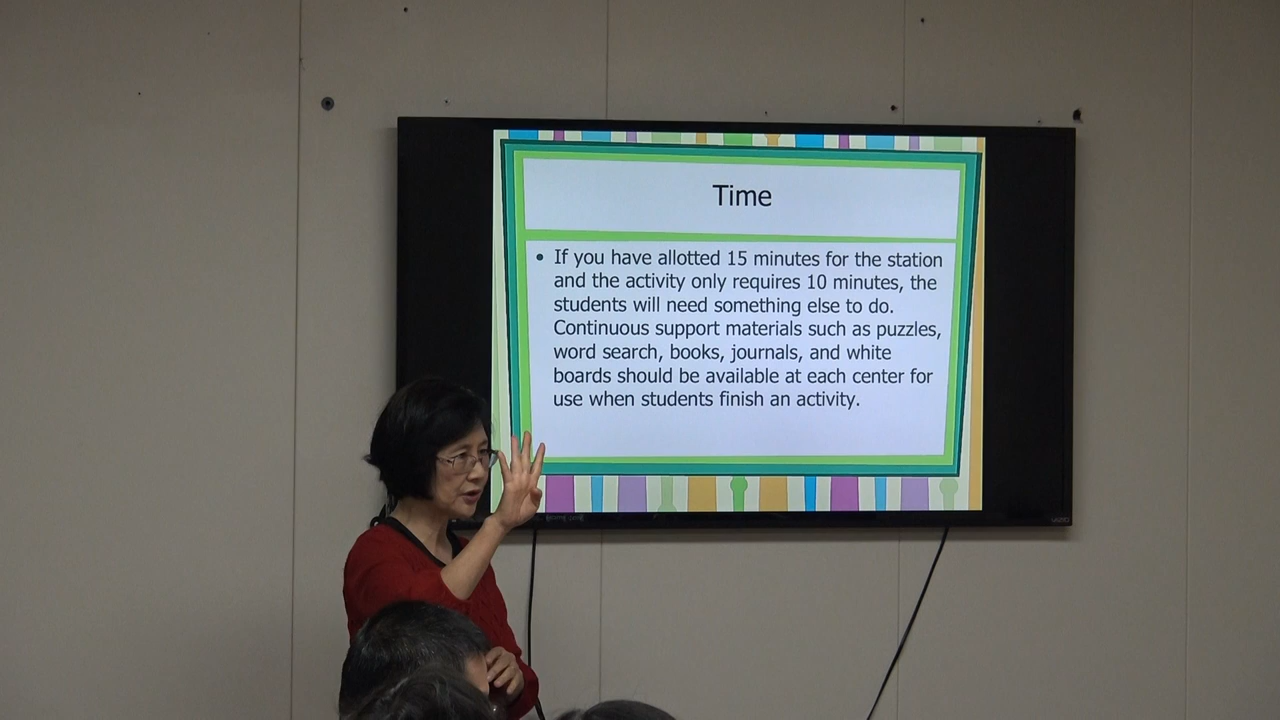 Time
• If you have allotted 15 minutes for the station
and the activity only requires 10 minutes, the
students will need something else to do.
Continuous support materials such as puzzles,
word search, books, journals, and white
boards should be available at each center for
use when students finish an activity.
VIZIO